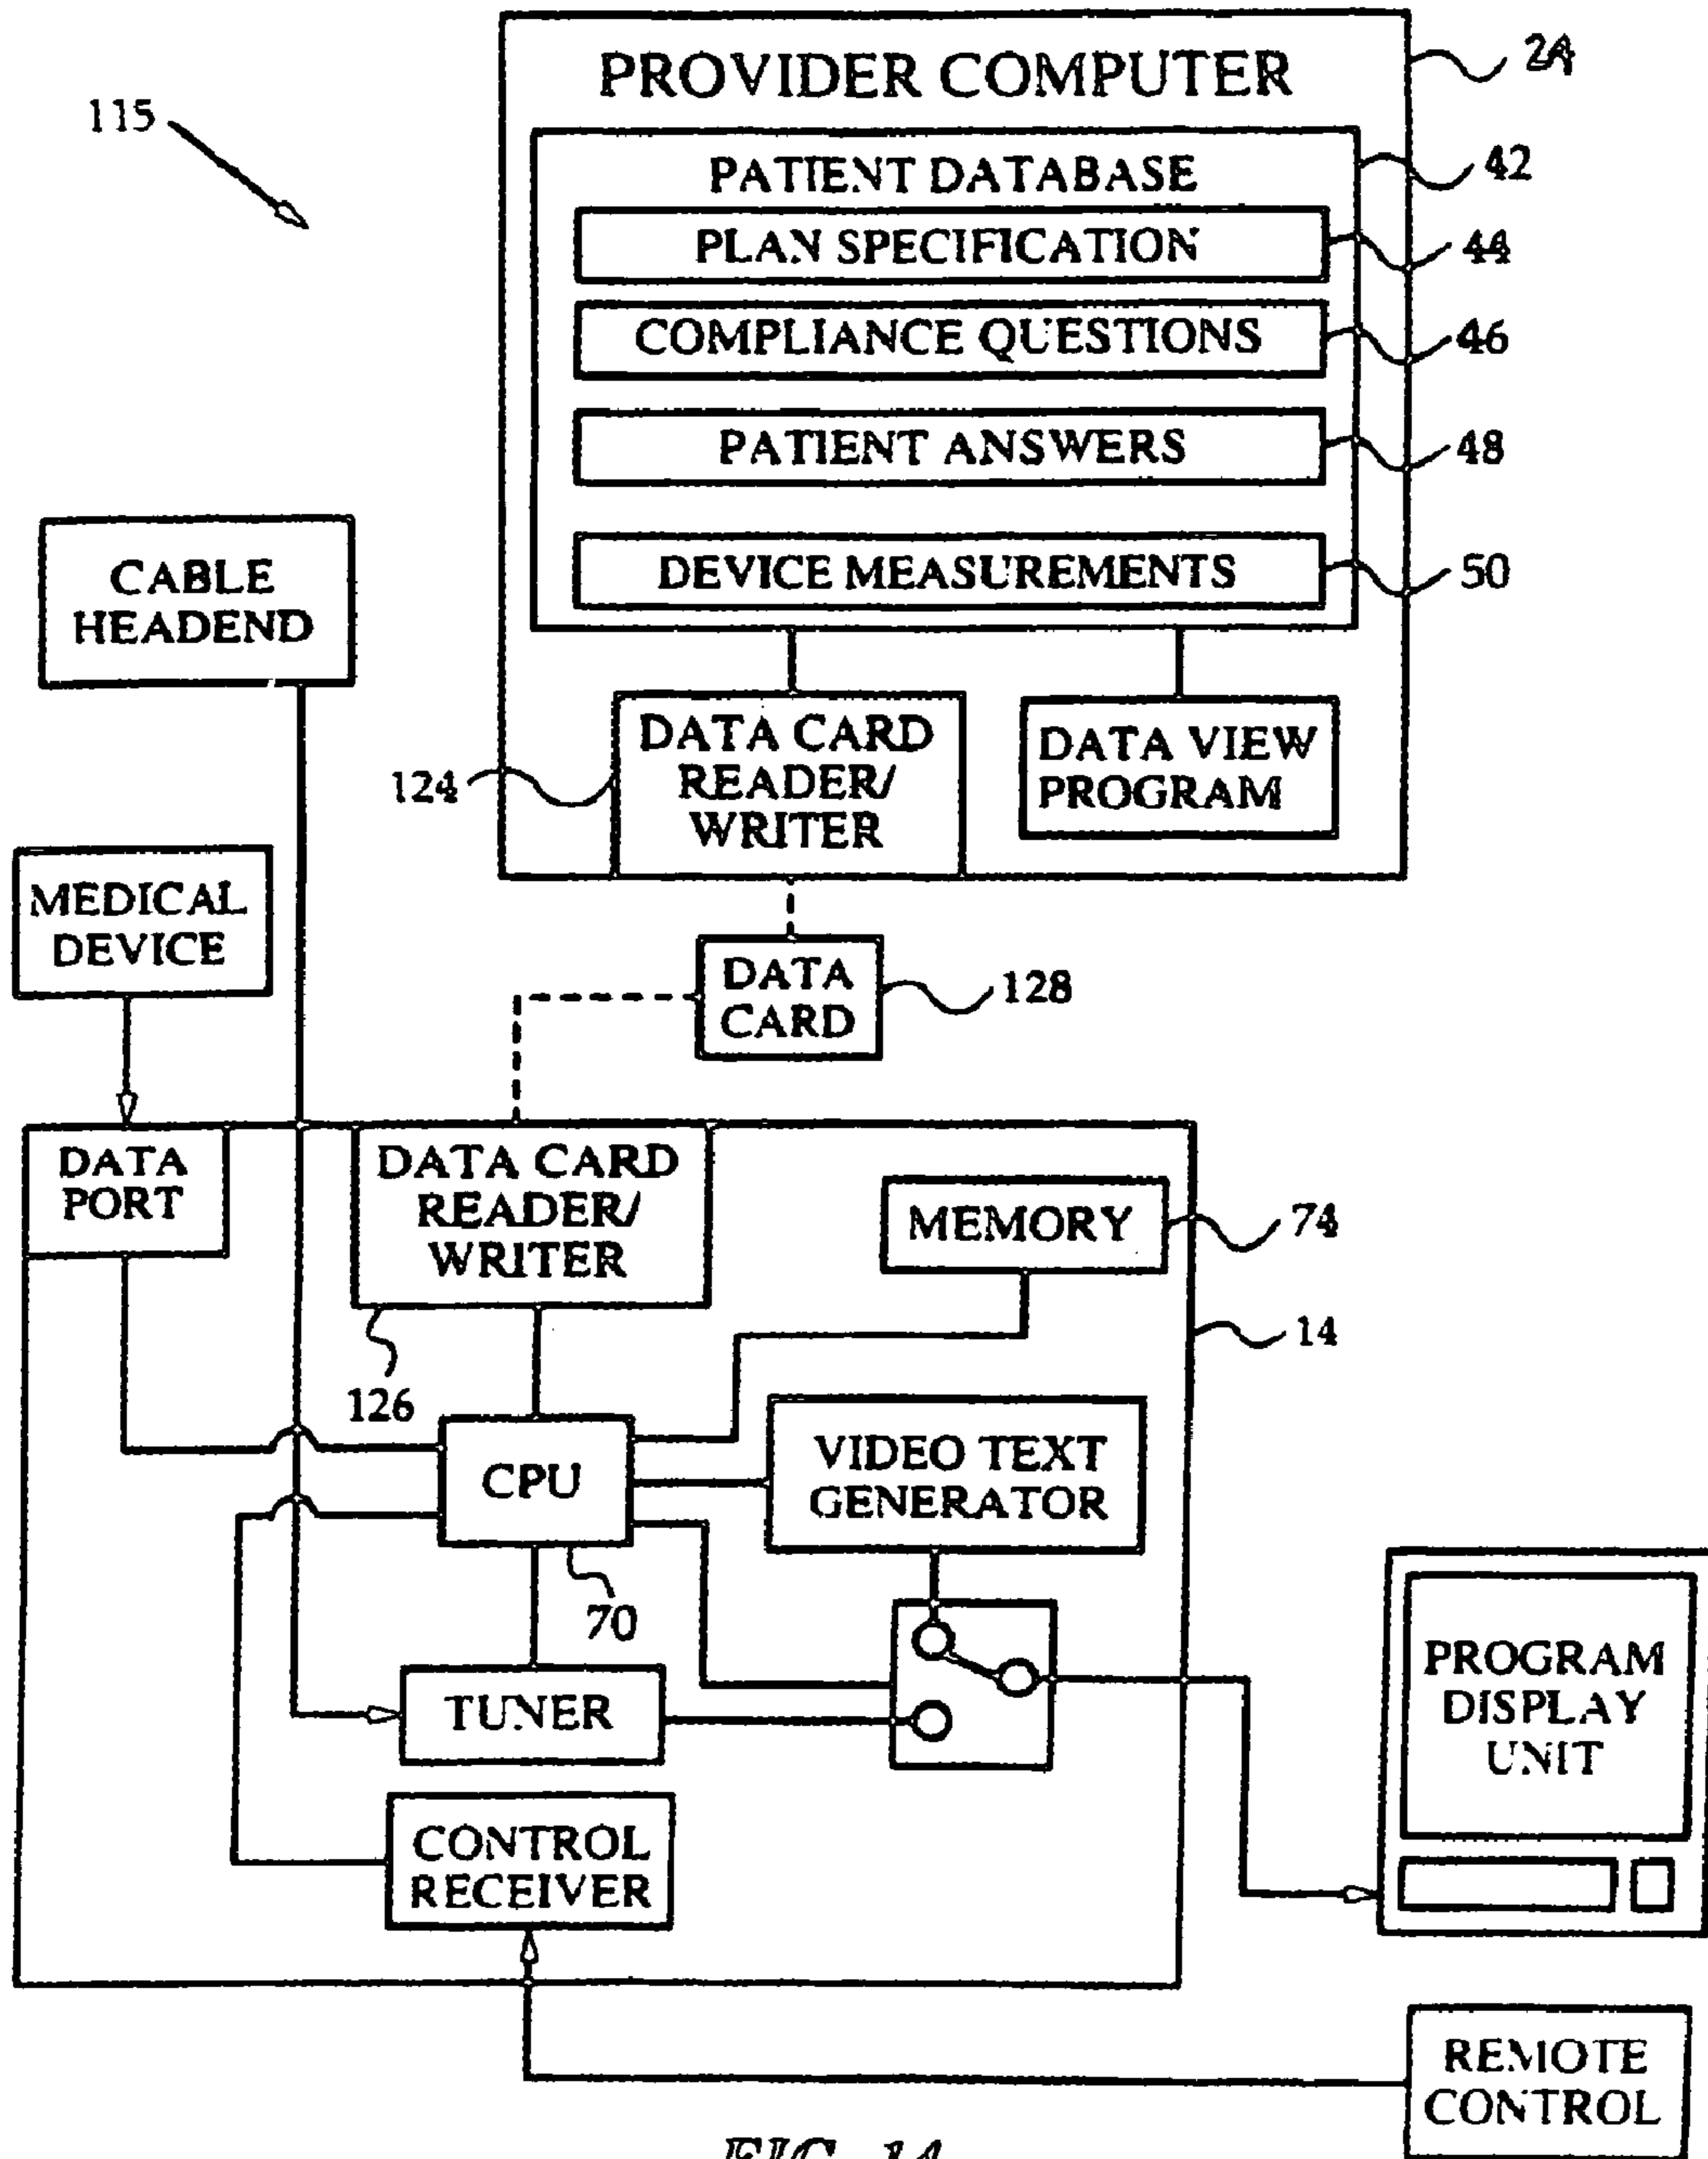 PROVIDER COMPUTER
24
115
PATIENT DATABASE
42
PLAN SPECIFICATION
44
COMPLIANCE QUESTIONS
46
PATIENT ANSWERS
48
DEVICE MEASUREMENTS
50
CABLE
HEADEND
DATA CARD
READER/
WRITER
124
DATA VIEW
PROGRAM
MEDICAL
DEVICE
DATA
CARD
128
DATA
PORT
DATA CARD
READER/
WRITER
126
MEMORY
74
14
CPU
70
VIDEO TEXT
GENERATOR
TUNER
PROGRAM
DISPLAY
UNIT
CONTROL
RECEIVER
REMOTE
CONTROL
FIG. 14